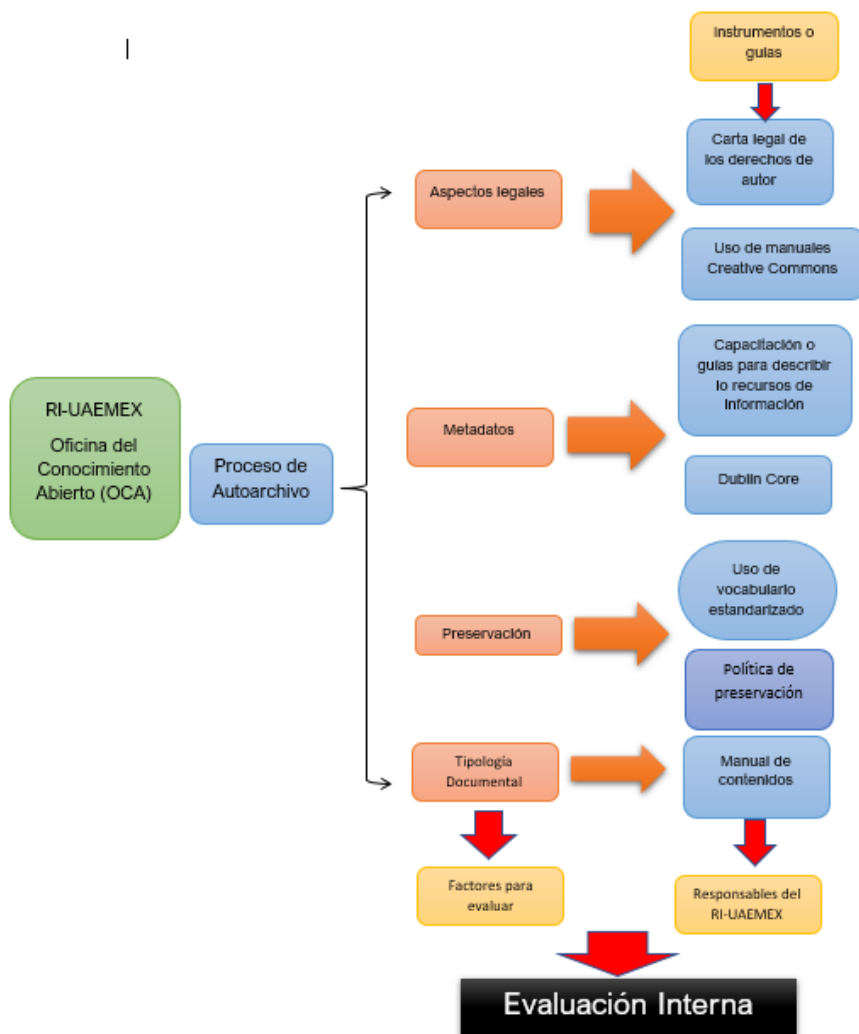 Instrumentos o
guías
Carta legal de
los derechos de
autor
Aspectos legales
Uso de manuales
Creative Commons
Capacitación o
guías para describir
lo recursos de
Información
RI-UAEMEX
Oficina del
Conocimiento
Abierto (OCA)
Proceso de
Autoarchivo
Metadatos
Dublin Core
Uso de
vocabulario
estandarizado
Preservación
Política de
preservación
Tipología
Documental
Manual de
contenidos
Factores para
evaluar
Responsables del
RI-UAEMEX
Evaluación Interna